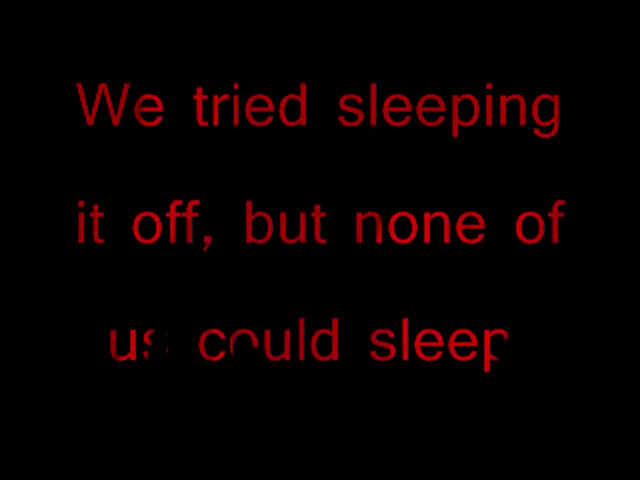 We tried sleeping
it off, but none of
us could sleep